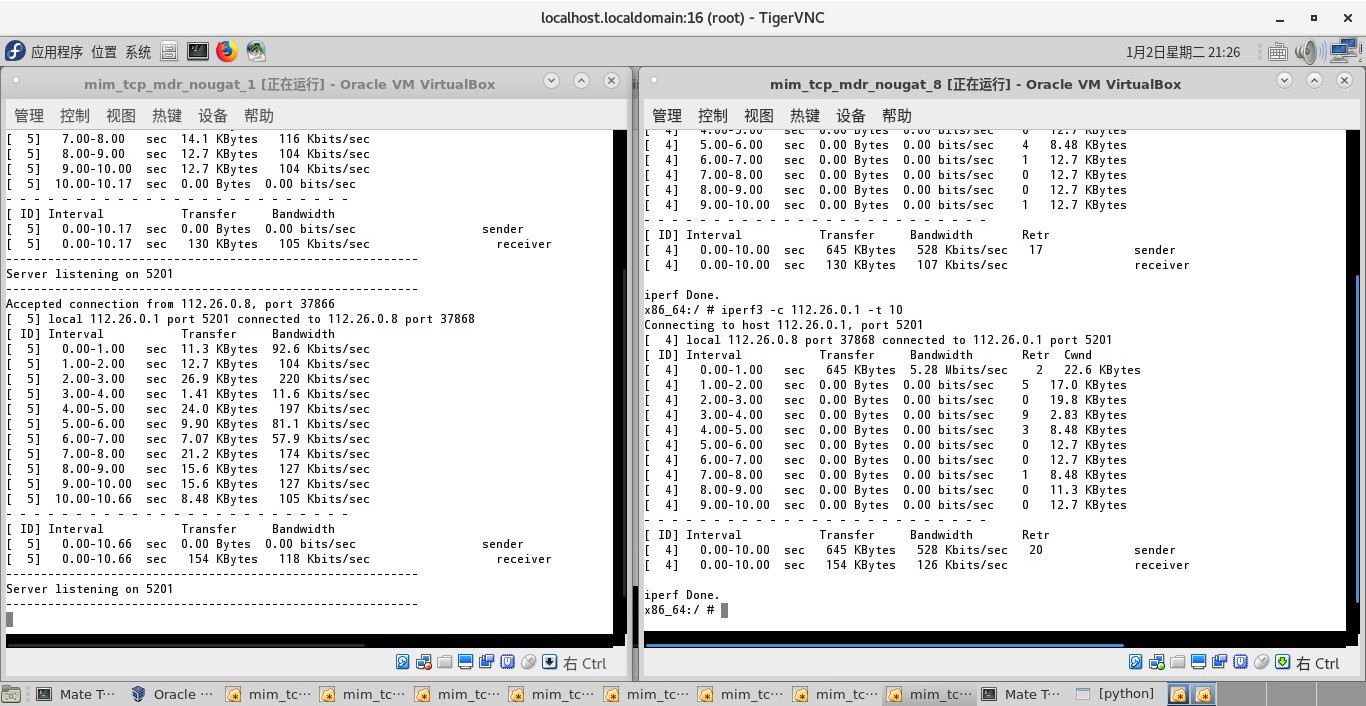 localhost.localdomain:16 (root) - TigerVNC
应用程序 位置 系统
1月2日星期二 21:26
mim_tcp_mdr_nougat_1 [正在运行] - Oracle VM VirtualBox
管理 控制 视图 热键 设备 帮助
[ 5] 7.00-8.00 sec 14.1 KBytes 116 Kbits/sec
[ 5] 8.00-9.00 sec 12.7 KBytes 104 Kbits/sec
[ 5] 9.00-10.00 sec 12.7 KBytes 104 Kbits/sec
[ 5] 10.00-10.17 sec 0.00 Bytes 0.00 bits/sec
- - - - - - - - - - - - - - - - - - - - - - - - -
[ ID] Interval Transfer Bandwidth
[ 5] 0.00-10.17 sec 0.00 Bytes 0.00 bits/sec sender
[ 5] 0.00-10.17 sec 130 KBytes 105 Kbits/sec receiver
-----------------------------------------------------------
Server listening on 5201
-----------------------------------------------------------
Accepted connection from 112.26.0.8, port 37866
[ 5] local 112.26.0.1 port 5201 connected to 112.26.0.8 port 37868
[ ID] Interval Transfer Bandwidth
[ 5] 0.00-1.00 sec 11.3 KBytes 92.6 Kbits/sec
[ 5] 1.00-2.00 sec 12.7 KBytes 104 Kbits/sec
[ 5] 2.00-3.00 sec 26.9 KBytes 220 Kbits/sec
[ 5] 3.00-4.00 sec 1.41 KBytes 11.6 Kbits/sec
[ 5] 4.00-5.00 sec 24.0 KBytes 197 Kbits/sec
[ 5] 5.00-6.00 sec 9.90 KBytes 81.1 Kbits/sec
[ 5] 6.00-7.00 sec 7.07 KBytes 57.9 Kbits/sec
[ 5] 7.00-8.00 sec 21.2 KBytes 174 Kbits/sec
[ 5] 8.00-9.00 sec 15.6 KBytes 127 Kbits/sec
[ 5] 9.00-10.00 sec 15.6 KBytes 127 Kbits/sec
[ 5] 10.00-10.66 sec 8.48 KBytes 105 Kbits/sec
- - - - - - - - - - - - - - - - - - - - - - - - -
[ ID] Interval Transfer Bandwidth
[ 5] 0.00-10.66 sec 0.00 Bytes 0.00 bits/sec sender
[ 5] 0.00-10.66 sec 154 KBytes 118 Kbits/sec receiver
-----------------------------------------------------------
Server listening on 5201
-----------------------------------------------------------
右 Ctrl
mim_tcp_mdr_nougat_8 [正在运行] - Oracle VM VirtualBox
管理 控制 视图 热键 设备 帮助
[ 4] 4.00-5.00 sec 0.00 Bytes 0.00 bits/sec 0 12.7 KBytes
[ 4] 5.00-6.00 sec 0.00 Bytes 0.00 bits/sec 4 8.48 KBytes
[ 4] 6.00-7.00 sec 0.00 Bytes 0.00 bits/sec 1 12.7 KBytes
[ 4] 7.00-8.00 sec 0.00 Bytes 0.00 bits/sec 0 12.7 KBytes
[ 4] 8.00-9.00 sec 0.00 Bytes 0.00 bits/sec 0 12.7 KBytes
[ 4] 9.00-10.00 sec 0.00 Bytes 0.00 bits/sec 1 12.7 KBytes
- - - - - - - - - - - - - - - - - - - - - - - - -
[ ID] Interval Transfer Bandwidth Retr
[ 4] 0.00-10.00 sec 645 KBytes 528 Kbits/sec 17 sender
[ 4] 0.00-10.00 sec 130 KBytes 107 Kbits/sec receiver
iperf Done.
x86_64:/ # iperf3 -c 112.26.0.1 -t 10
Connecting to host 112.26.0.1, port 5201
[ 4] local 112.26.0.8 port 37868 connected to 112.26.0.1 port 5201
[ ID] Interval Transfer Bandwidth Retr Cwnd
[ 4] 0.00-1.00 sec 645 KBytes 5.28 Mbits/sec 2 22.6 KBytes
[ 4] 1.00-2.00 sec 0.00 Bytes 0.00 bits/sec 5 17.0 KBytes
[ 4] 2.00-3.00 sec 0.00 Bytes 0.00 bits/sec 0 19.8 KBytes
[ 4] 3.00-4.00 sec 0.00 Bytes 0.00 bits/sec 9 2.83 KBytes
[ 4] 4.00-5.00 sec 0.00 Bytes 0.00 bits/sec 3 8.48 KBytes
[ 4] 5.00-6.00 sec 0.00 Bytes 0.00 bits/sec 0 12.7 KBytes
[ 4] 6.00-7.00 sec 0.00 Bytes 0.00 bits/sec 0 12.7 KBytes
[ 4] 7.00-8.00 sec 0.00 Bytes 0.00 bits/sec 1 8.48 KBytes
[ 4] 8.00-9.00 sec 0.00 Bytes 0.00 bits/sec 0 11.3 KBytes
[ 4] 9.00-10.00 sec 0.00 Bytes 0.00 bits/sec 0 12.7 KBytes
- - - - - - - - - - - - - - - - - - - - - - - - -
[ ID] Interval Transfer Bandwidth Retr
[ 4] 0.00-10.00 sec 645 KBytes 528 Kbits/sec 20 sender
[ 4] 0.00-10.00 sec 154 KBytes 126 Kbits/sec receiver
iperf Done.
x86_64:/ #
右 Ctrl
Mate T··· Oracle ··· mim_tc··· mim_tc··· mim_tc··· mim_tc··· mim_tc··· mim_tc··· mim_tc··· mim_tc··· Mate T··· [python]